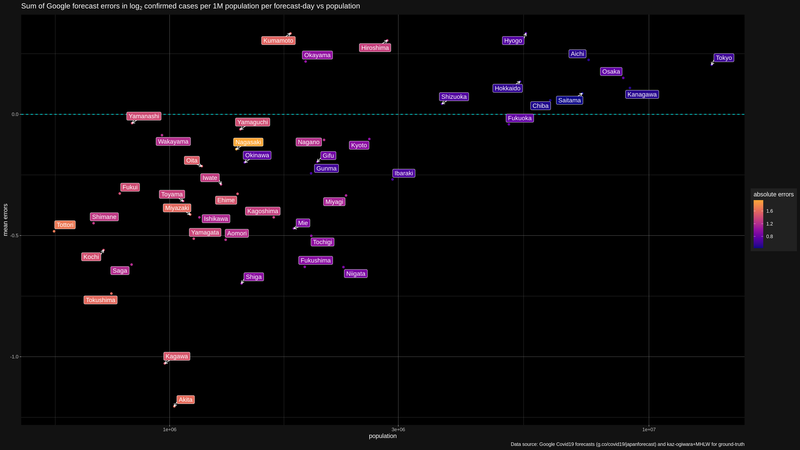 Sum of Google forecast errors in log2 confirmed cases per 1M population per forecast-day vs population
Kumamoto
Hiroshima
Hyogo
Okayama
Aichi
Tokyo
Osaka
Hokkaido
Kanagawa
Shizuoka
Saitama
Chiba
Yamanashi
0.0
Fukuoka
Yamaguchi
Wakayama
Nagasaki
Nagano
Kyoto
Oita
Okinawa
Gifu
Gunma
Ibaraki
Iwate
Fukui
Toyama
Ehime
Miyagi
Miyazaki
Kagoshima
Shimane
Ishikawa
Tottori
Mie
Yamagata
Aomori
-0.5
Tochigi
Kochi
Fukushima
Saga
Shiga
Niigata
Tokushima
Kagawa
-1.0
Akita
mean errors
1e+06
3e+06
1e+07
population
absolute errors
1.6
1.2
0.8
Data source: Google Covid19 forecasts (g.co/covid19/japanforecast) and kaz-ogiwara+MHLW for ground-truth